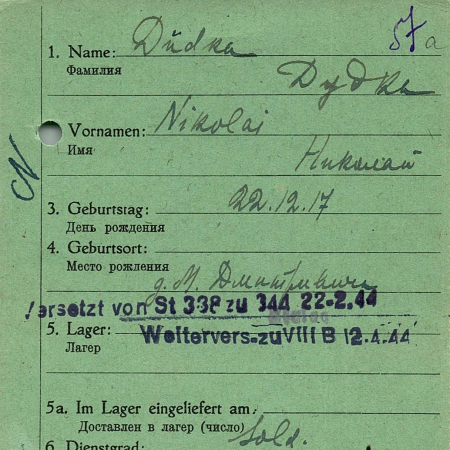 57a
1. Name: Dudka
Фамилия Дудка
Vornamen: Nikolai
Имя Николай
3. Geburtstag: 22.12.17
День рождения
4. Geburtsort:
Место рождения
д. М.
Versetzt von St 338 zu 344 22-2.44
5. Lager: Weitervers. zu VIII B 12.4.44
Лагер
5a. Im Lager eingeliefert am:
Доставлен в лагер (число)
6. Dienstgrad: Sold.